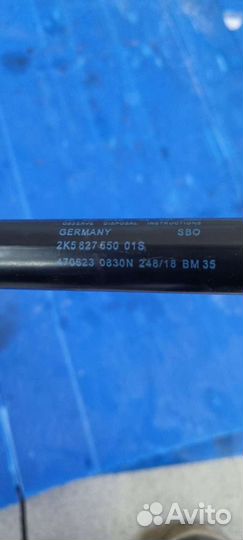 OBSERVE DISPOSAL INSTRUCTIONS
GERMANY SBO
2K5 827 550 01S
470623 0830N 248/18 BM 35
Avito